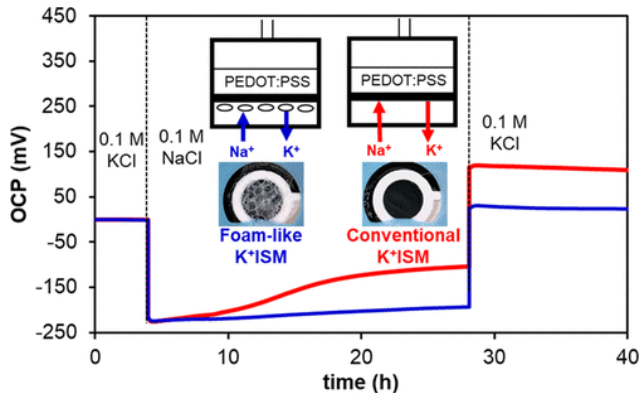 450
350
250
150
50
-50
-150
-250
OCP (mV)
0.1 M
KCl
0.1 M
NaCl
PEDOT:PSS
Na⁺
K⁺
Foam-like
K⁺ISM
PEDOT:PSS
Na⁺
K⁺
Conventional
K⁺ISM
0.1 M
KCl
0
10
20
30
40
time (h)